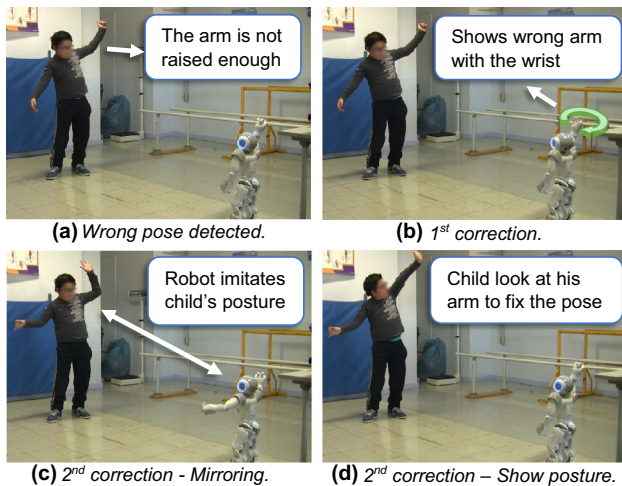 The arm is not
raised enough
Shows wrong arm
with the wrist
(a) Wrong pose detected.
(b) 1st correction.
Robot imitates
child's posture
Child look at his
arm to fix the pose
(c) 2nd correction - Mirroring.
(d) 2nd correction – Show posture.